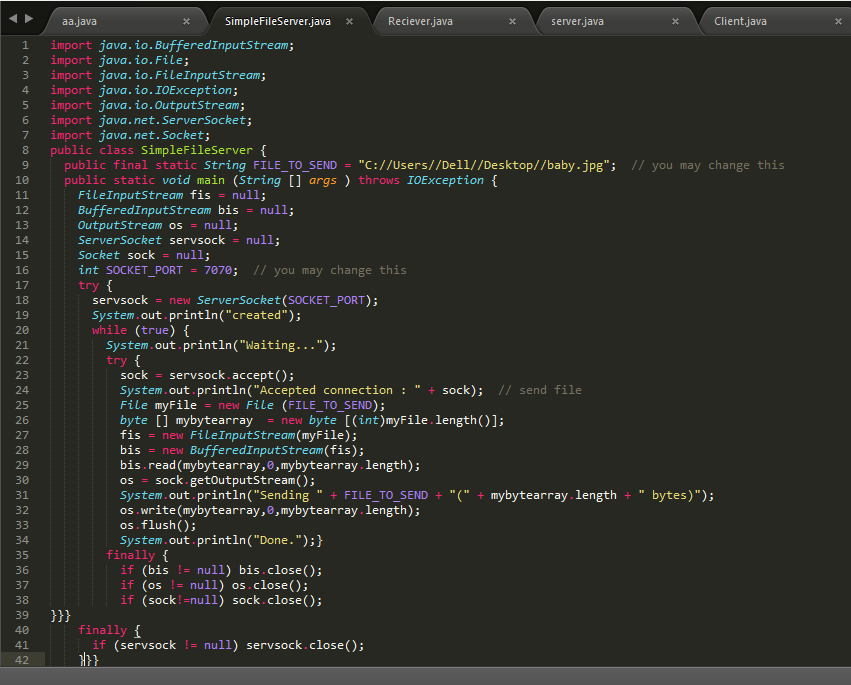 aa.java × SimpleFileServer.java × Reciever.java × server.java × Client.java ×
1 import java.io.BufferedInputStream;
2 import java.io.File;
3 import java.io.FileInputStream;
4 import java.io.IOException;
5 import java.io.OutputStream;
6 import java.net.ServerSocket;
7 import java.net.Socket;
8 public class SimpleFileServer {
9 public final static String FILE_TO_SEND = "C://Users//Dell//Desktop//baby.jpg"; // you may change this
10 public static void main (String [] args ) throws IOException {
11 FileInputStream fis = null;
12 BufferedInputStream bis = null;
13 OutputStream os = null;
14 ServerSocket servsock = null;
15 Socket sock = null;
16 int SOCKET_PORT = 7070; // you may change this
17 try {
18 servsock = new ServerSocket(SOCKET_PORT);
19 System.out.println("created");
20 while (true) {
21 System.out.println("Waiting...");
22 try {
23 sock = servsock.accept();
24 System.out.println("Accepted connection : " + sock); // send file
25 File myFile = new File (FILE_TO_SEND);
26 byte [] mybytearray = new byte [(int)myFile.length()];
27 fis = new FileInputStream(myFile);
28 bis = new BufferedInputStream(fis);
29 bis.read(mybytearray,0,mybytearray.length);
30 os = sock.getOutputStream();
31 System.out.println("Sending " + FILE_TO_SEND + "(" + mybytearray.length + " bytes)");
32 os.write(mybytearray,0,mybytearray.length);
33 os.flush();
34 System.out.println("Done.");}
35 finally {
36 if (bis != null) bis.close();
37 if (os != null) os.close();
38 if (sock!=null) sock.close();
39 }}}
40 finally {
41 if (servsock != null) servsock.close();
42 }}}